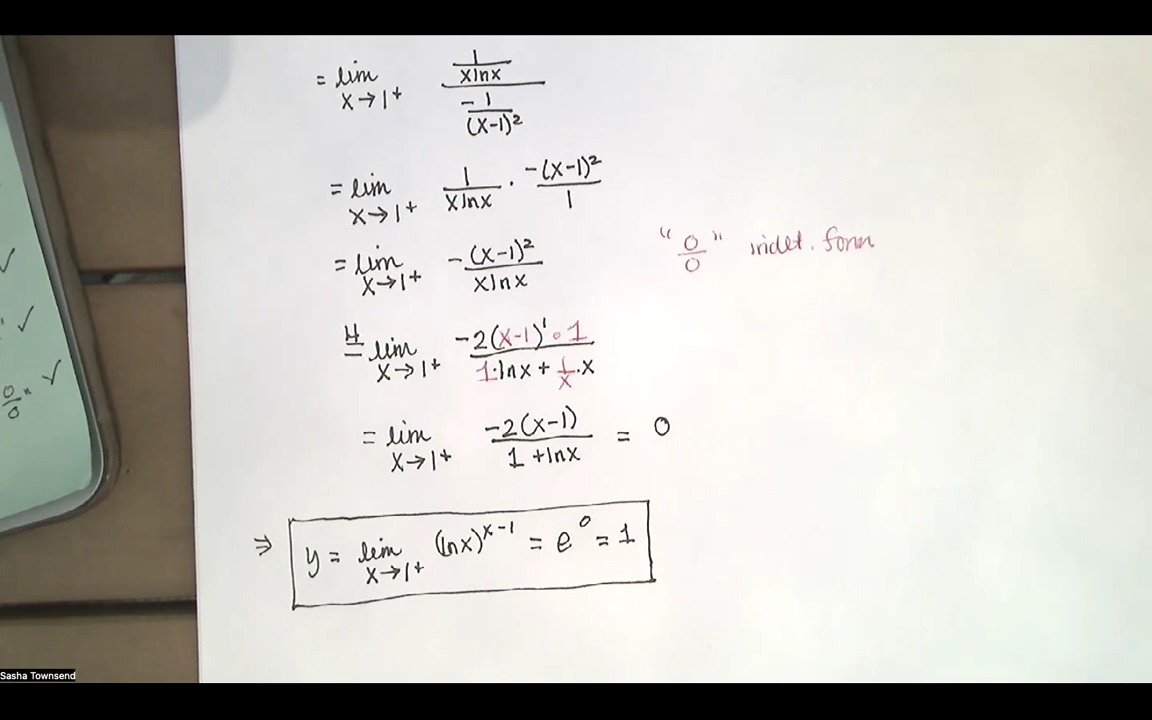 = lim x→1⁺ (1/(x ln x)) / (-1/(x-1)²)
= lim x→1⁺ 1/(x ln x) · -(x-1)²/1
= lim x→1⁺ -(x-1)²/(x ln x) "0/0" indet. form
H= lim x→1⁺ -2(x-1)¹·1/(1·ln x + 1/x·x)
= lim x→1⁺ -2(x-1)/(1 + ln x) = 0
⇒ y = lim x→1⁺ (ln x)^(x-1) = e⁰ = 1
✓
✓
0/0" ✓
Sasha Townsend